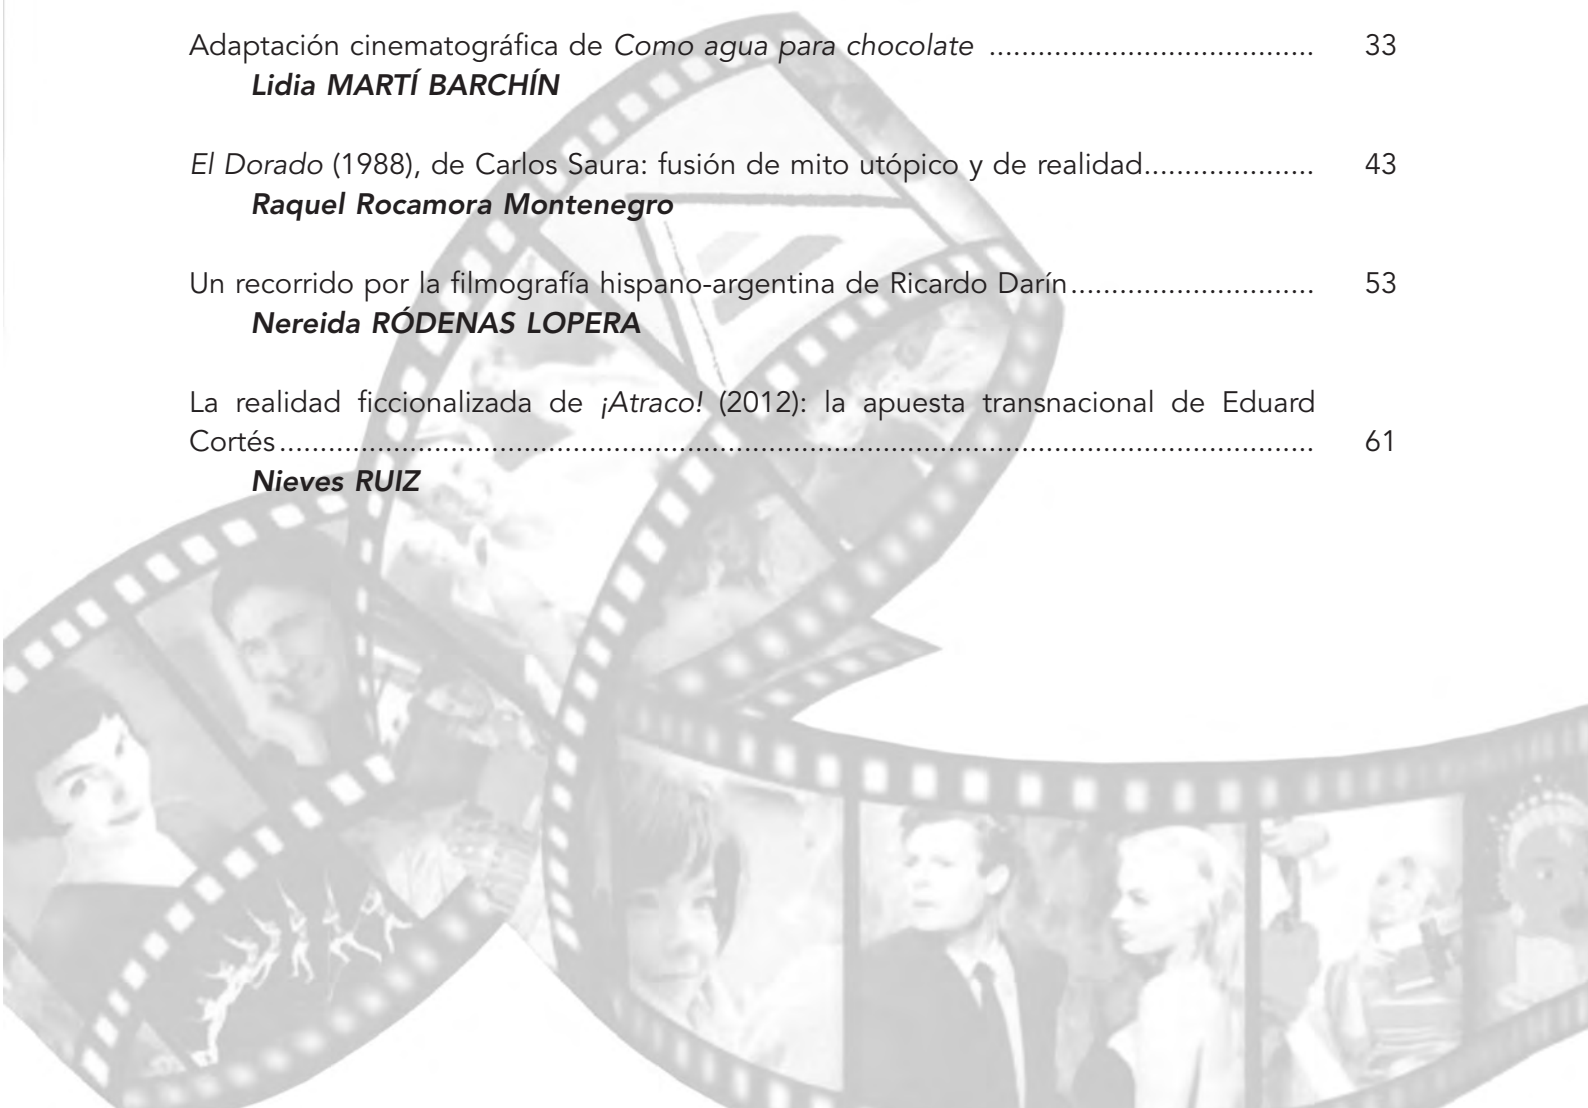 Adaptación cinematográfica de Como agua para chocolate ........................................ 33
Lidia MARTÍ BARCHÍN
El Dorado (1988), de Carlos Saura: fusión de mito utópico y de realidad..................... 43
Raquel Rocamora Montenegro
Un recorrido por la filmografía hispano-argentina de Ricardo Darín.............................. 53
Nereida RÓDENAS LOPERA
La realidad ficcionalizada de ¡Atraco! (2012): la apuesta transnacional de Eduard
Cortés................................................................................................................................ 61
Nieves RUIZ